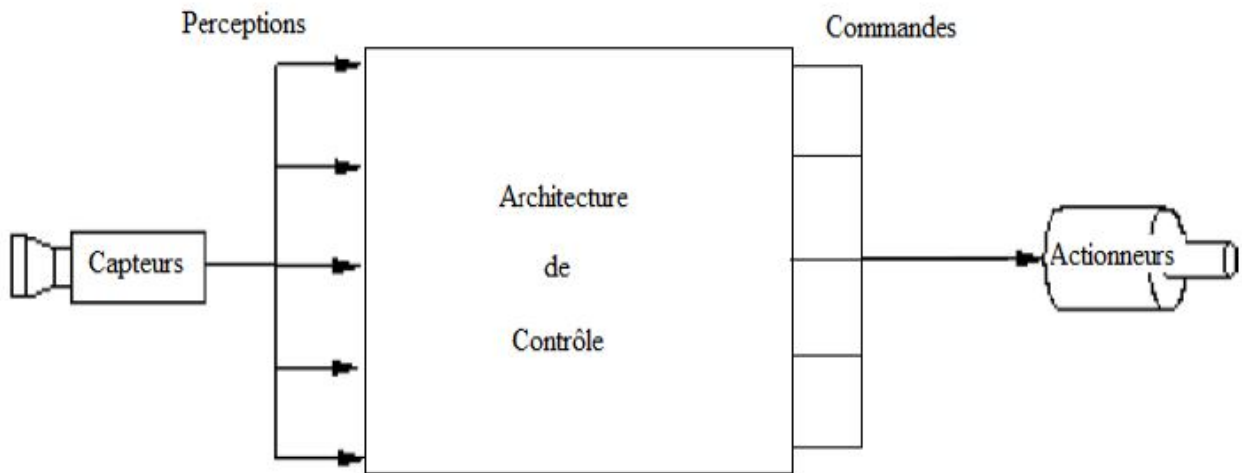 Perceptions
Commandes
Capteurs
Architecture
de
Contrôle
Actionneurs